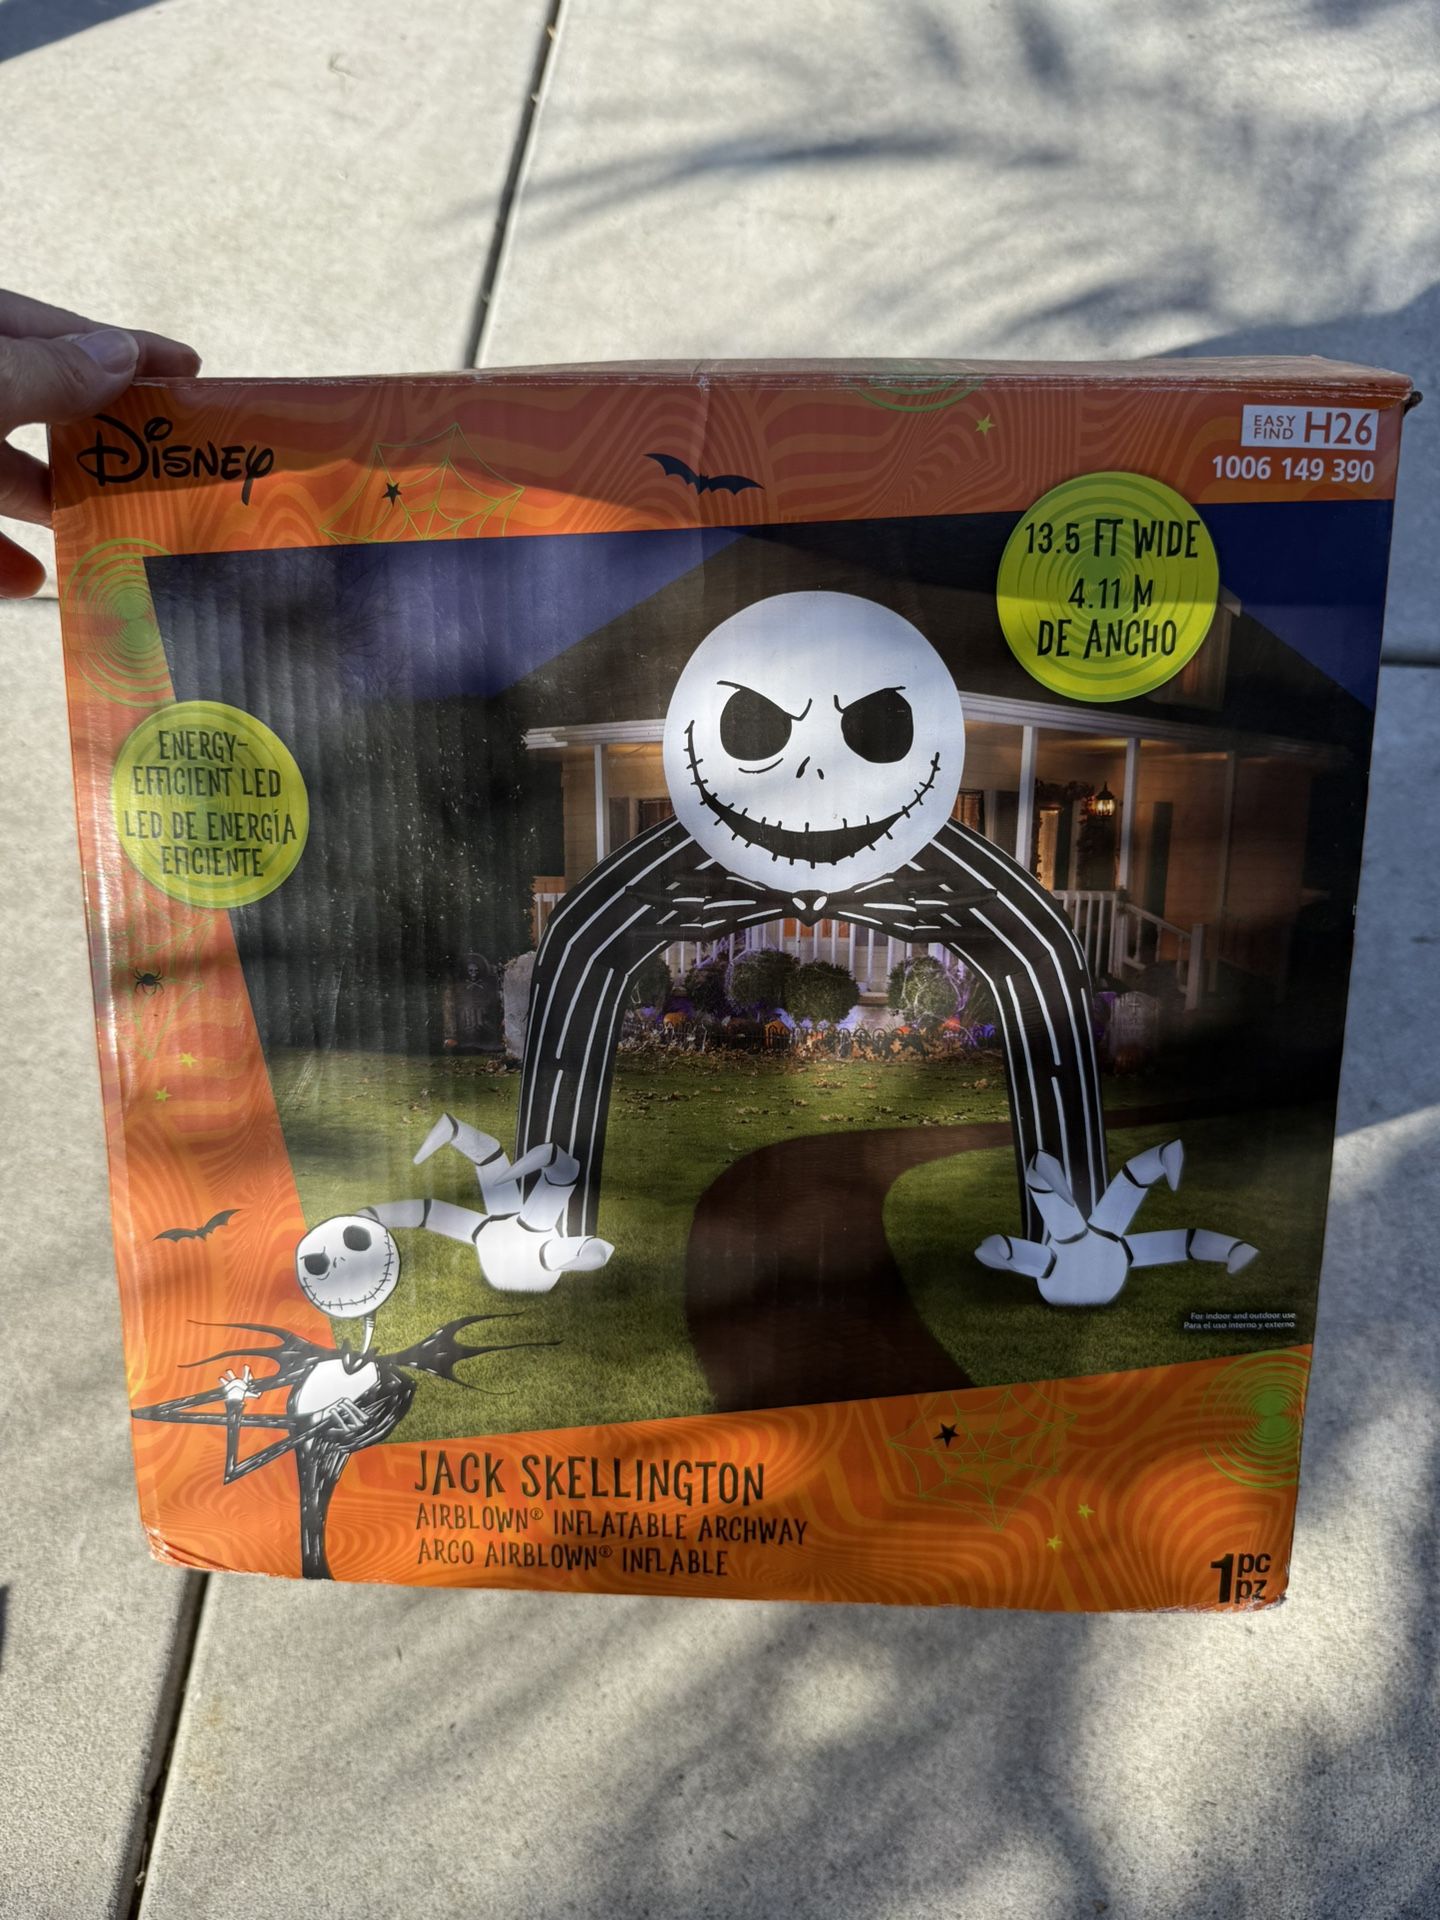 Disney
EASY FIND H26
1006 149 390
13.5 FT WIDE
4.11 M
DE ANCHO
ENERGY-
EFFICIENT LED
LED DE ENERGÍA
EFICIENTE
For indoor and outdoor use
Para el uso interno y externo
JACK SKELLINGTON
AIRBLOWN® INFLATABLE ARCHWAY
ARCO AIRBLOWN® INFLABLE
1 pc
pz